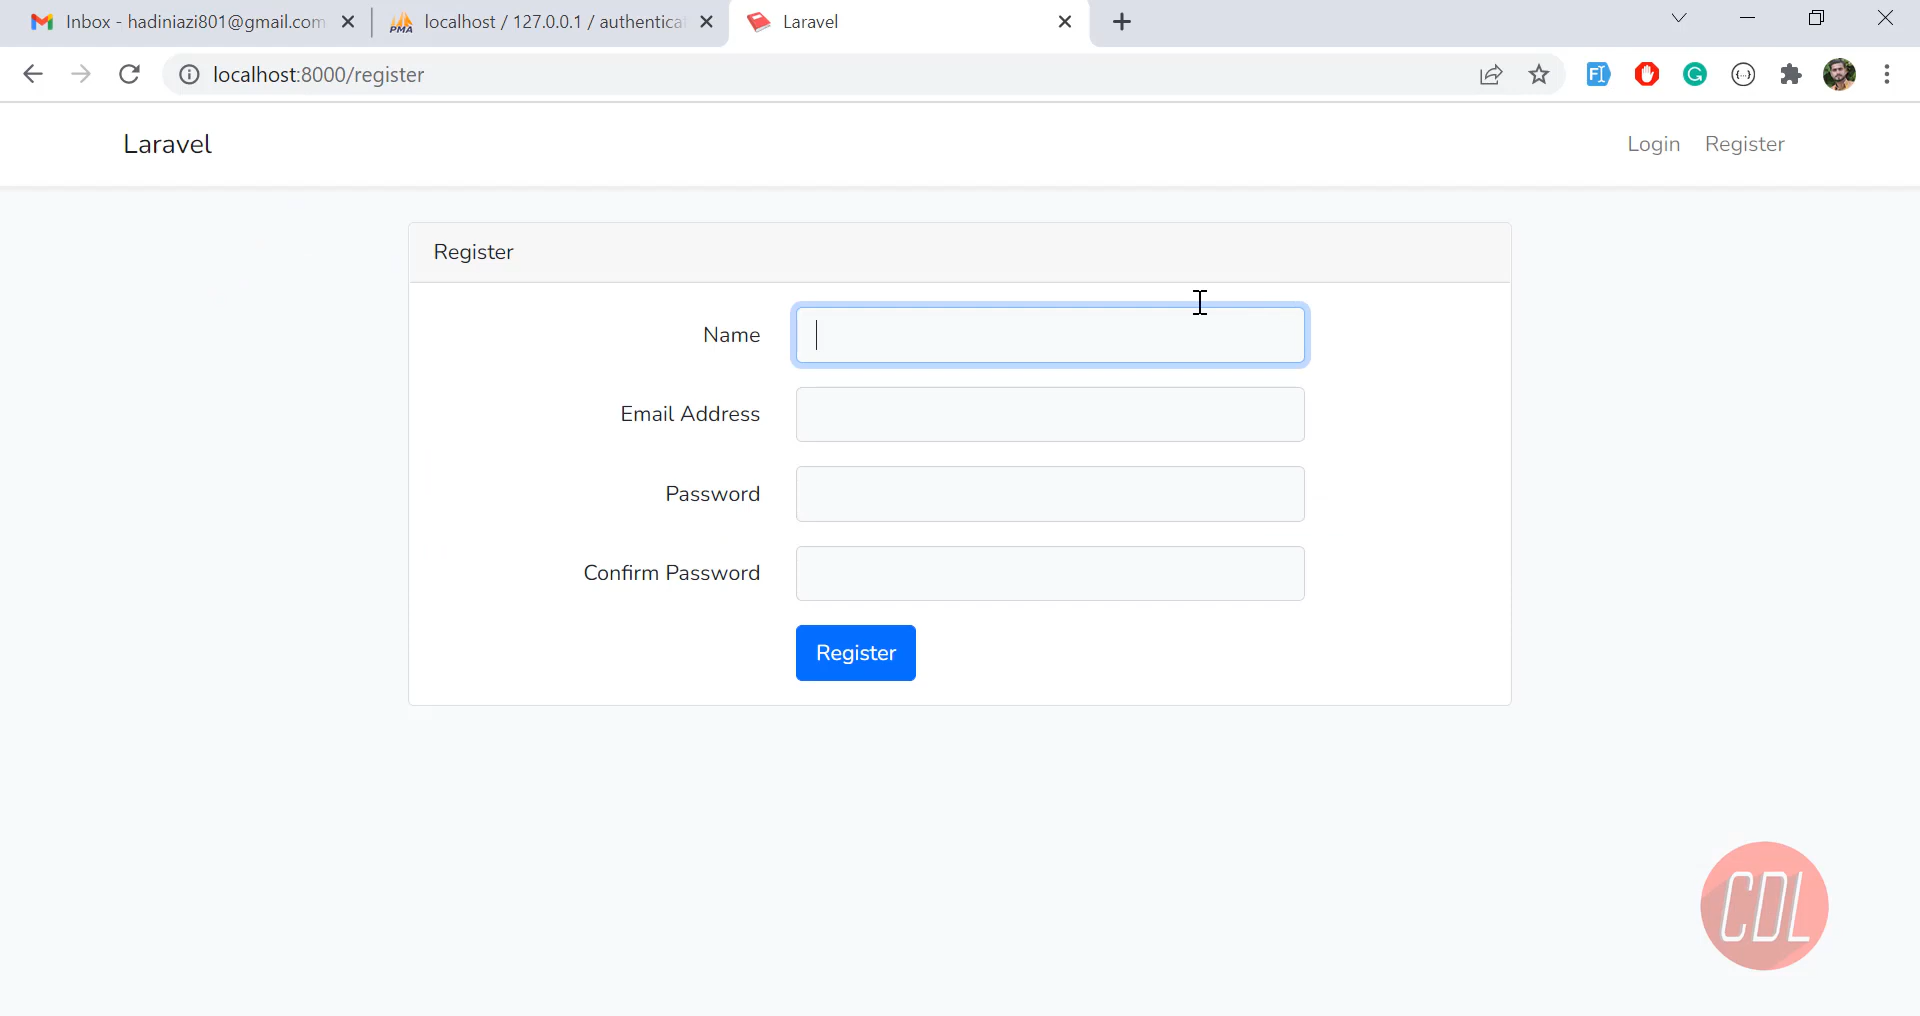 Inbox - hadiniazi801@gmail.com
PMA
localhost / 127.0.0.1 / authentica
Laravel
localhost:8000/register
Laravel
Login Register
Register
Name
Email Address
Password
Confirm Password
Register
CDL